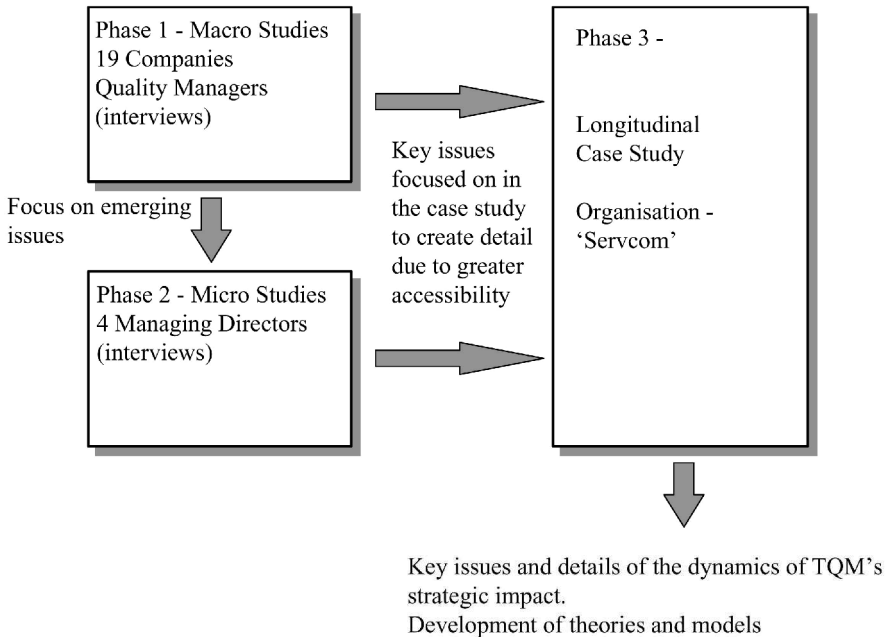 Phase 1 - Macro Studies
19 Companies
Quality Managers
(interviews)
Focus on emerging
issues
Phase 2 - Micro Studies
4 Managing Directors
(interviews)
Key issues
focused on in
the case study
to create detail
due to greater
accessibility
Phase 3 -
Longitudinal
Case Study
Organisation -
‘Servcom’
Key issues and details of the dynamics of TQM’s
strategic impact.
Development of theories and models